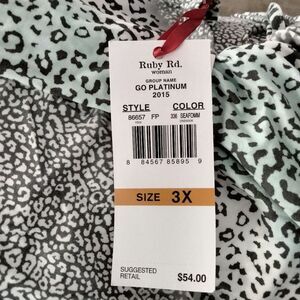 Ruby Rd.
woman
GROUP NAME
GO PLATINUM
2015
STYLE COLOR
86657 FP 336 SEAFOMM
8 84567 85895 9
SIZE 3X
SUGGESTED
RETAIL $54.00